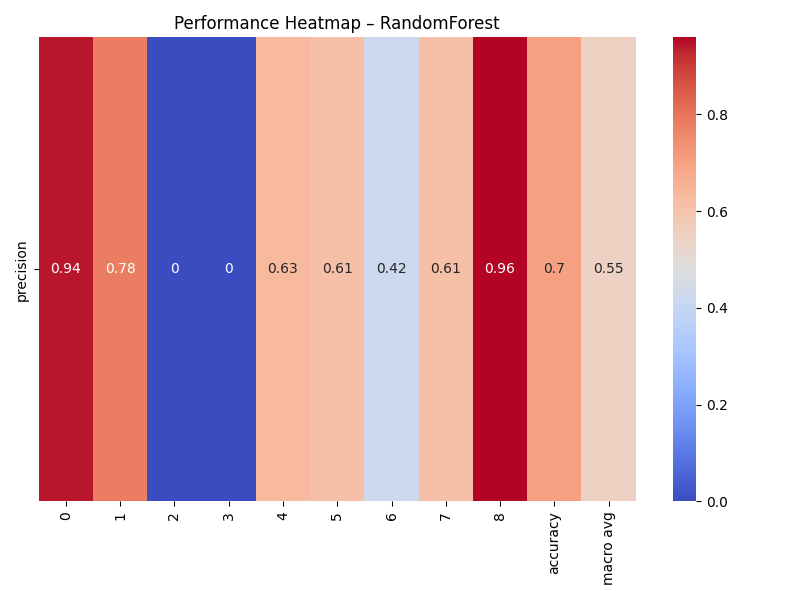 Performance Heatmap – RandomForest
precision
0.94 0.78 0 0 0.63 0.61 0.42 0.61 0.96 0.7 0.55
0 1 2 3 4 5 6 7 8 accuracy macro avg
0.8
0.6
0.4
0.2
0.0